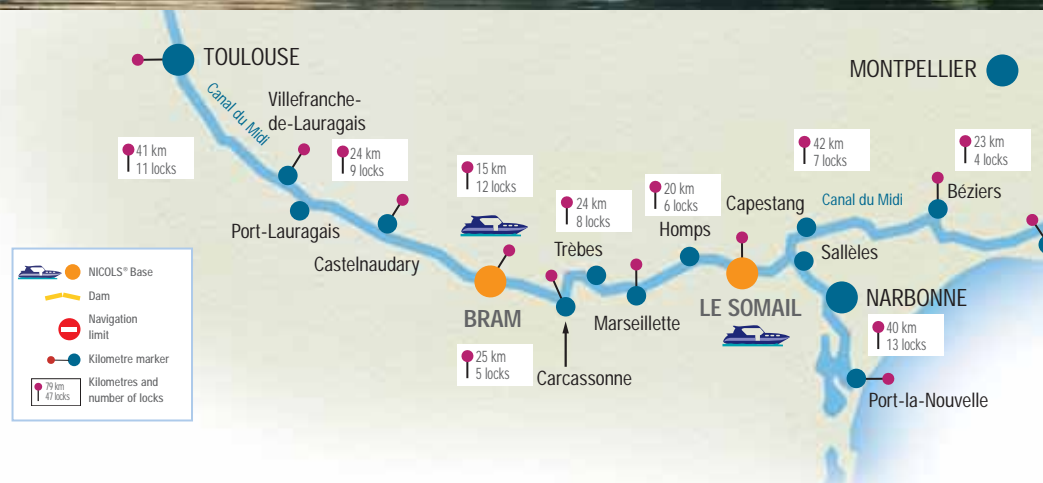 TOULOUSE
MONTPELLIER
Canal du Midi
Villefranche-
de-Lauragais
41 km
11 locks
24 km
9 locks
15 km
12 locks
42 km
7 locks
23 km
4 locks
20 km
6 locks
24 km
8 locks
Capestang
Canal du Midi
Béziers
Port-Lauragais
Trèbes
Homps
Sallèles
Castelnaudary
NICOLS® Base
Dam
Navigation
limit
Kilometre marker
79 km
47 locks
Kilometres and
number of locks
BRAM
Marseillette
LE SOMAIL
NARBONNE
25 km
5 locks
Carcassonne
40 km
13 locks
Port-la-Nouvelle